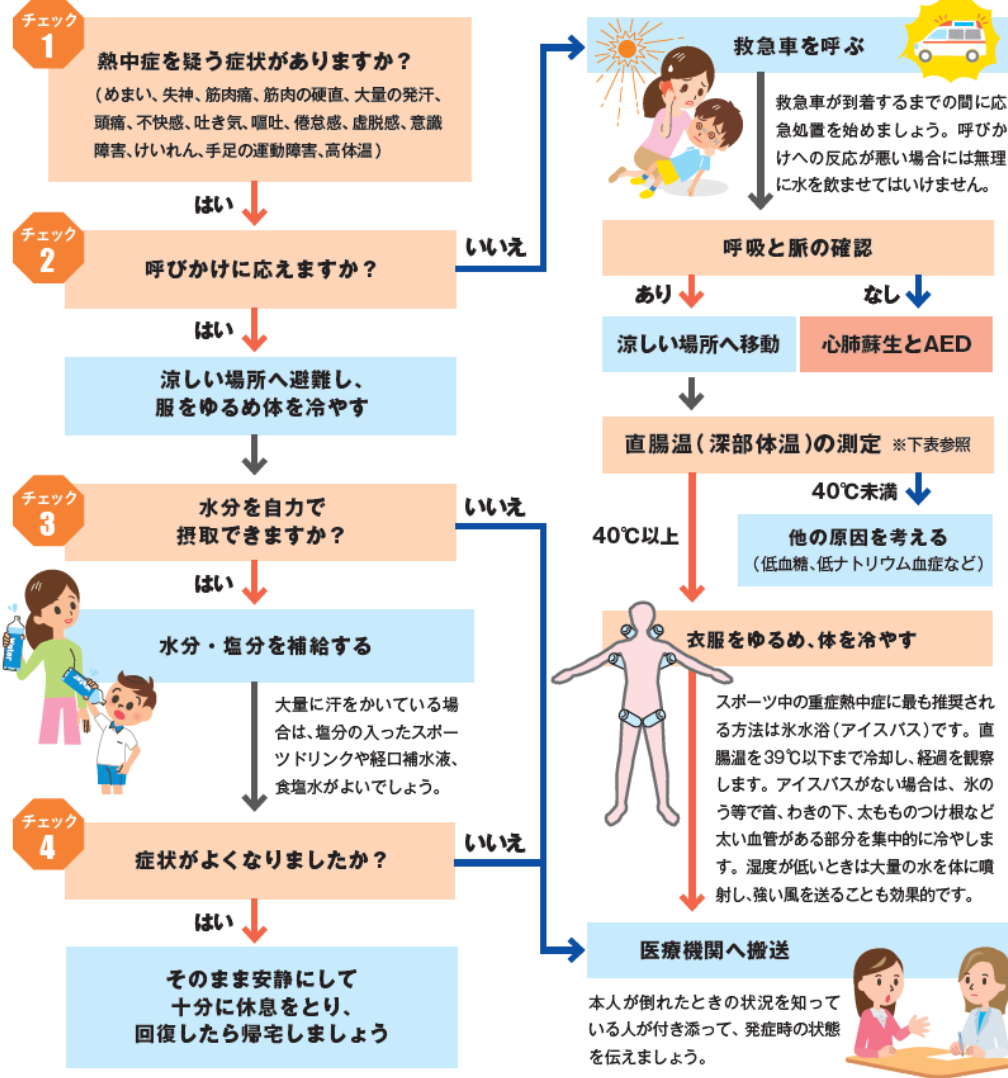 チェック
1
熱中症を疑う症状がありますか？
（めまい、失神、筋肉痛、筋肉の硬直、大量の発汗、
頭痛、不快感、吐き気、嘔吐、倦怠感、虚脱感、意識
障害、けいれん、手足の運動障害、高体温）
はい
チェック
2
呼びかけに応えますか？
いいえ
はい
涼しい場所へ避難し、
服をゆるめ体を冷やす
チェック
3
水分を自力で
摂取できますか？
いいえ
はい
水分・塩分を補給する
water
water
大量に汗をかいている場
合は、塩分の入ったスポー
ツドリンクや経口補水液、
食塩水がよいでしょう。
チェック
4
症状がよくなりましたか？
いいえ
はい
そのまま安静にして
十分に休息をとり、
回復したら帰宅しましょう
救急車を呼ぶ
救急車が到着するまでの間に応
急処置を始めましょう。呼びか
けへの反応が悪い場合には無理
に水を飲ませてはいけません。
呼吸と脈の確認
あり
なし
涼しい場所へ移動
心肺蘇生とAED
直腸温（深部体温）の測定 ※下表参照
40℃未満
40℃以上
他の原因を考える
（低血糖、低ナトリウム血症など）
衣服をゆるめ、体を冷やす
スポーツ中の重症熱中症に最も推奨され
る方法は氷水浴（アイスバス）です。直
腸温を39℃以下まで冷却し、経過を観察
します。アイスバスがない場合は、氷の
う等で首、わきの下、太もものつけ根など
太い血管がある部分を集中的に冷やしま
す。湿度が低いときは大量の水を体に噴
射し、強い風を送ることも効果的です。
医療機関へ搬送
本人が倒れたときの状況を知って
いる人が付き添って、発症時の状態
を伝えましょう。